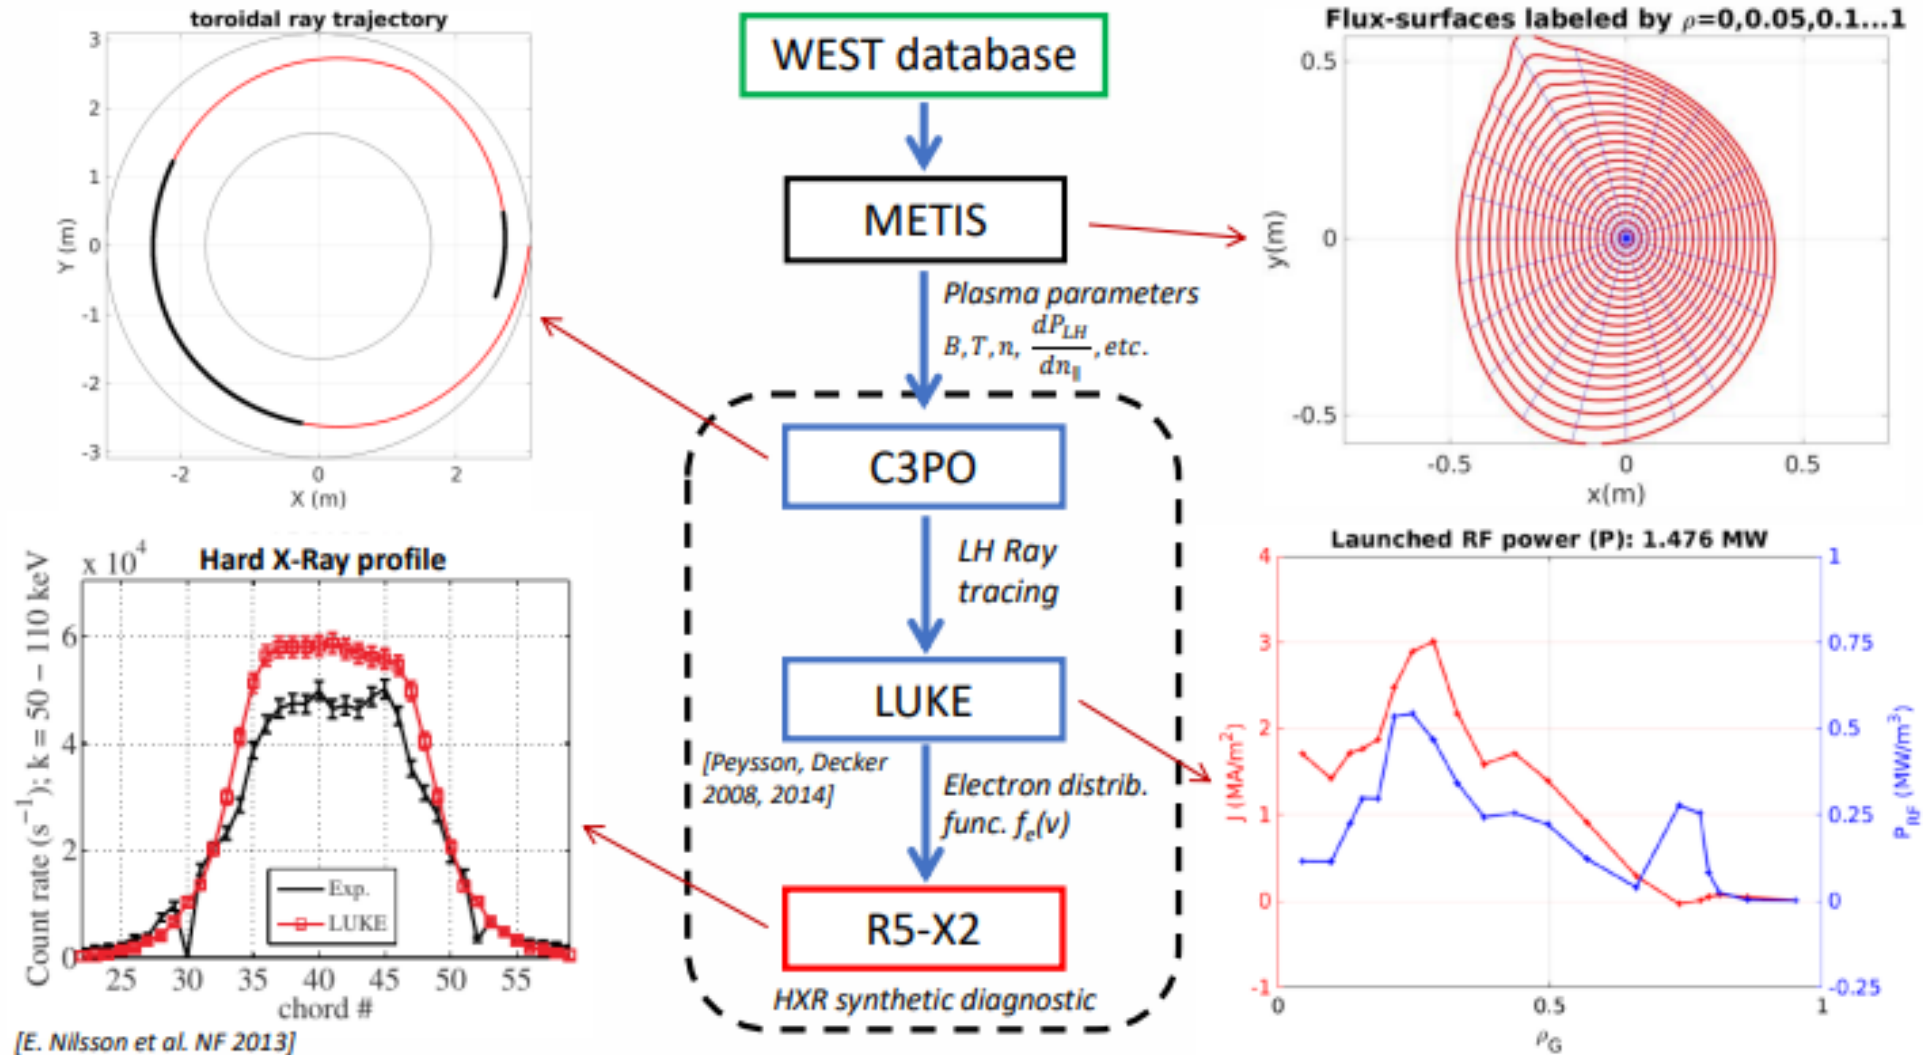 toroidal ray trajectory
3
2
1
0
-1
-2
-3
Y (m)
-2
0
2
X (m)
WEST database
METIS
Plasma parameters
B, T, n, dP_LH/dn_∥, etc.
C3PO
LH Ray
tracing
LUKE
[Peysson, Decker
2008, 2014]
Electron distrib.
func. f_e(v)
R5-X2
HXR synthetic diagnostic
Flux-surfaces labeled by ρ=0,0.05,0.1...1
0.5
0
-0.5
y(m)
-0.5
0
0.5
x(m)
x 10^4
Hard X-Ray profile
Count rate (s^−1); k = 50 − 110 keV
6
4
2
0
Exp.
LUKE
25
30
35
40
45
50
55
chord #
[E. Nilsson et al. NF 2013]
Launched RF power (P): 1.476 MW
4
3
2
1
0
-1
J (MA/m^2)
1
0.75
0.5
0.25
0
-0.25
P_RF (MW/m^3)
0
0.5
1
ρ_G